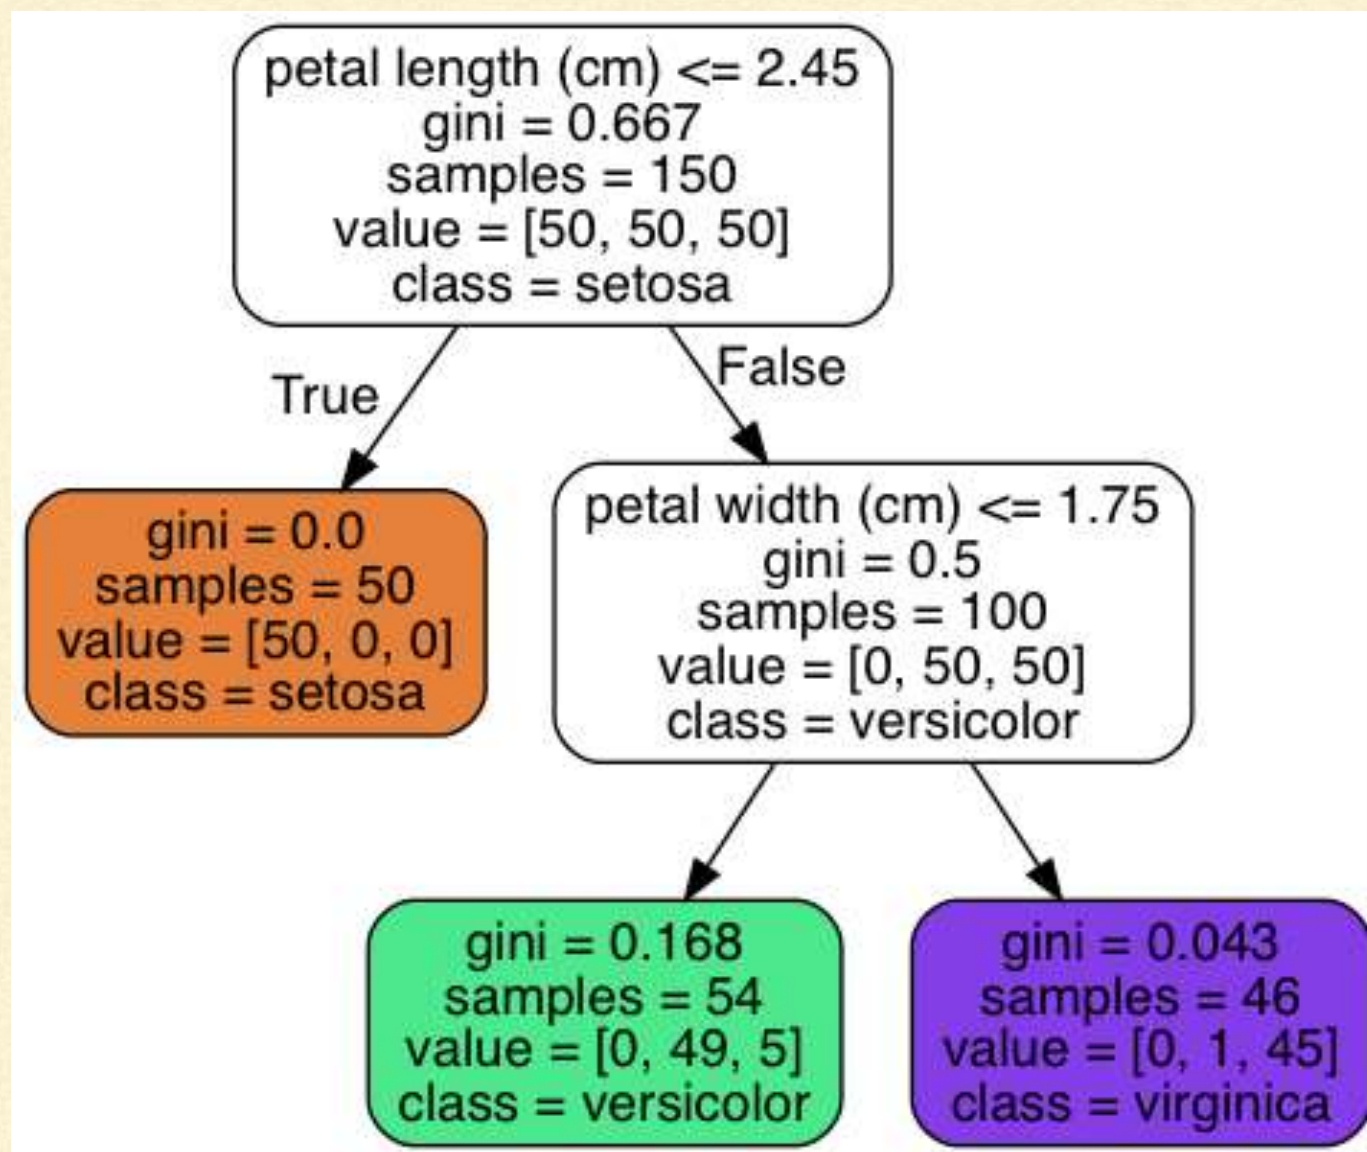 petal length (cm) <= 2.45
gini = 0.667
samples = 150
value = [50, 50, 50]
class = setosa
True
False
gini = 0.0
samples = 50
value = [50, 0, 0]
class = setosa
petal width (cm) <= 1.75
gini = 0.5
samples = 100
value = [0, 50, 50]
class = versicolor
gini = 0.168
samples = 54
value = [0, 49, 5]
class = versicolor
gini = 0.043
samples = 46
value = [0, 1, 45]
class = virginica